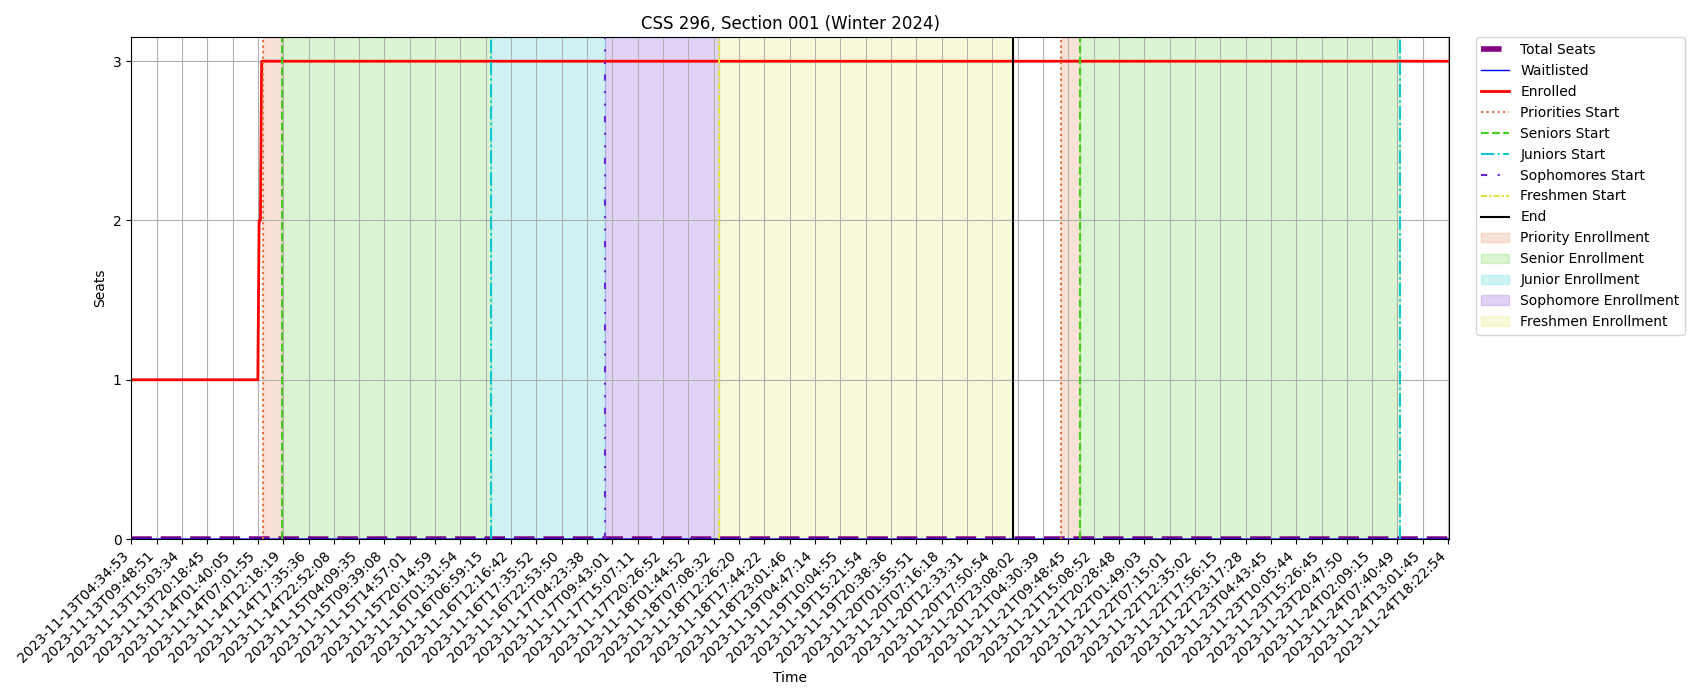 CSS 296, Section 001 (Winter 2024)
Seats
3
2
1
0
2023-11-13T04:34:53
2023-11-13T09:48:51
2023-11-13T15:03:34
2023-11-13T20:18:45
2023-11-14T01:40:05
2023-11-14T07:01:55
2023-11-14T12:18:19
2023-11-14T17:35:36
2023-11-14T22:52:08
2023-11-15T04:09:35
2023-11-15T09:39:08
2023-11-15T14:57:01
2023-11-15T20:14:59
2023-11-16T01:31:54
2023-11-16T06:59:15
2023-11-16T12:16:42
2023-11-16T17:35:52
2023-11-16T22:53:50
2023-11-17T04:23:38
2023-11-17T09:43:01
2023-11-17T15:07:11
2023-11-17T20:26:52
2023-11-18T01:44:52
2023-11-18T07:08:32
2023-11-18T12:26:20
2023-11-18T17:44:22
2023-11-18T23:01:46
2023-11-19T04:47:14
2023-11-19T10:04:55
2023-11-19T15:21:54
2023-11-19T20:38:36
2023-11-20T01:55:51
2023-11-20T07:16:18
2023-11-20T12:33:31
2023-11-20T17:50:54
2023-11-20T23:08:02
2023-11-21T04:30:39
2023-11-21T09:48:45
2023-11-21T15:08:52
2023-11-21T20:28:48
2023-11-22T01:49:03
2023-11-22T07:15:01
2023-11-22T12:35:02
2023-11-22T17:56:15
2023-11-22T23:17:28
2023-11-23T04:43:45
2023-11-23T10:05:44
2023-11-23T15:26:45
2023-11-23T20:47:50
2023-11-24T02:09:15
2023-11-24T07:40:49
2023-11-24T13:01:45
2023-11-24T18:22:54
Time
Total Seats
Waitlisted
Enrolled
Priorities Start
Seniors Start
Juniors Start
Sophomores Start
Freshmen Start
End
Priority Enrollment
Senior Enrollment
Junior Enrollment
Sophomore Enrollment
Freshmen Enrollment